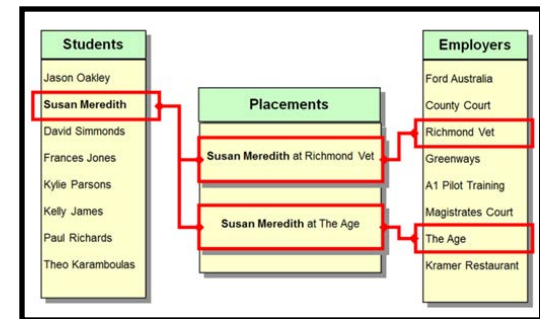 Students
Jason Oakley
Susan Meredith
David Simmonds
Frances Jones
Kylie Parsons
Kelly James
Paul Richards
Theo Karamboulas
Placements
Susan Meredith at Richmond Vet
Susan Meredith at The Age
Employers
Ford Australia
County Court
Richmond Vet
Greenways
A1 Pilot Training
Magistrates Court
The Age
Kramer Restaurant